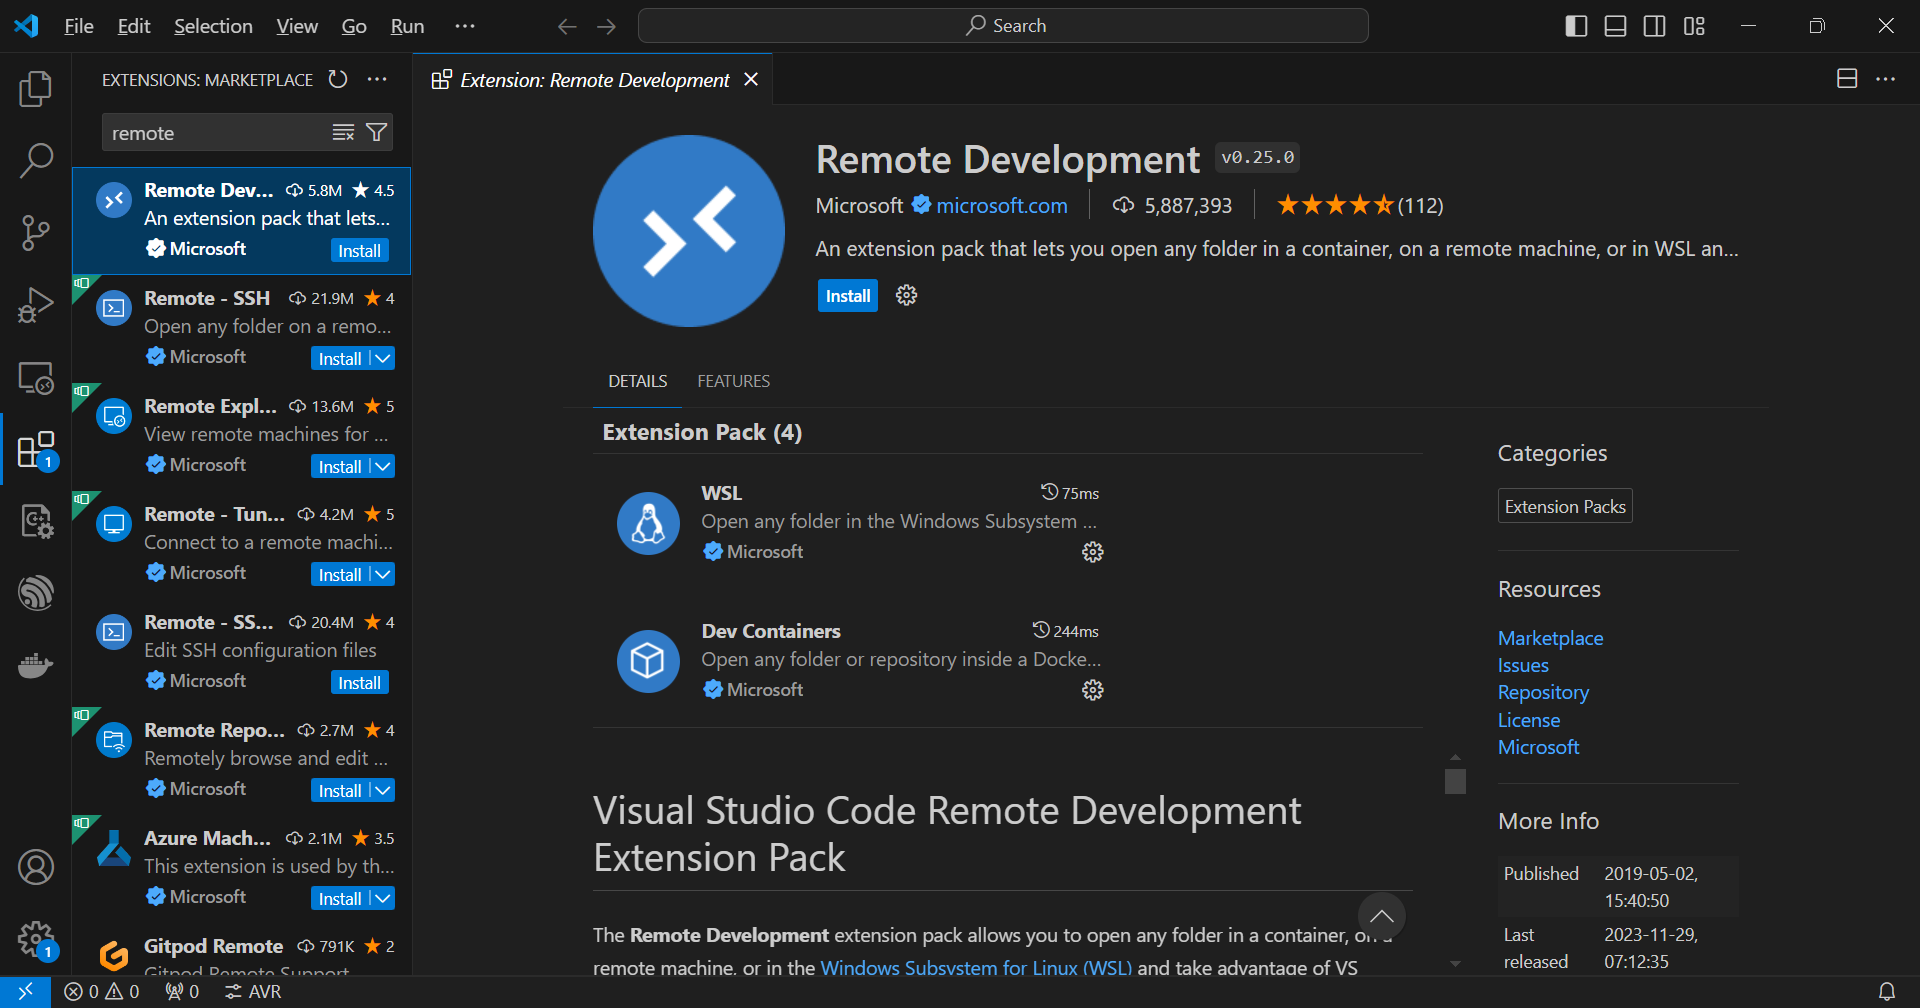 File Edit Selection View Go Run ···
Search
EXTENSIONS: MARKETPLACE
Extension: Remote Development
remote
Remote Dev... 5.8M 4.5
An extension pack that lets...
Microsoft Install
Remote - SSH 21.9M 4
Open any folder on a remo...
Microsoft Install
Remote Expl... 13.6M 5
View remote machines for ...
Microsoft Install
Remote - Tun... 4.2M 5
Connect to a remote machi...
Microsoft Install
Remote - SS... 20.4M 4
Edit SSH configuration files
Microsoft Install
Remote Repo... 2.7M 4
Remotely browse and edit ...
Microsoft Install
Azure Mach... 2.1M 3.5
This extension is used by th...
Microsoft Install
Gitpod Remote 791K 2
Gitpod Remote Support
1
1
Remote Development v0.25.0
Microsoft microsoft.com 5,887,393 (112)
An extension pack that lets you open any folder in a container, on a remote machine, or in WSL an...
Install
DETAILS FEATURES
Extension Pack (4)
WSL 75ms
Open any folder in the Windows Subsystem ...
Microsoft
Dev Containers 244ms
Open any folder or repository inside a Docke...
Microsoft
Visual Studio Code Remote Development
Extension Pack
The Remote Development extension pack allows you to open any folder in a container, on a
remote machine, or in the Windows Subsystem for Linux (WSL) and take advantage of VS
Categories
Extension Packs
Resources
Marketplace
Issues
Repository
License
Microsoft
More Info
Published 2019-05-02,
15:40:50
Last 2023-11-29,
released 07:12:35
0 0 0 AVR